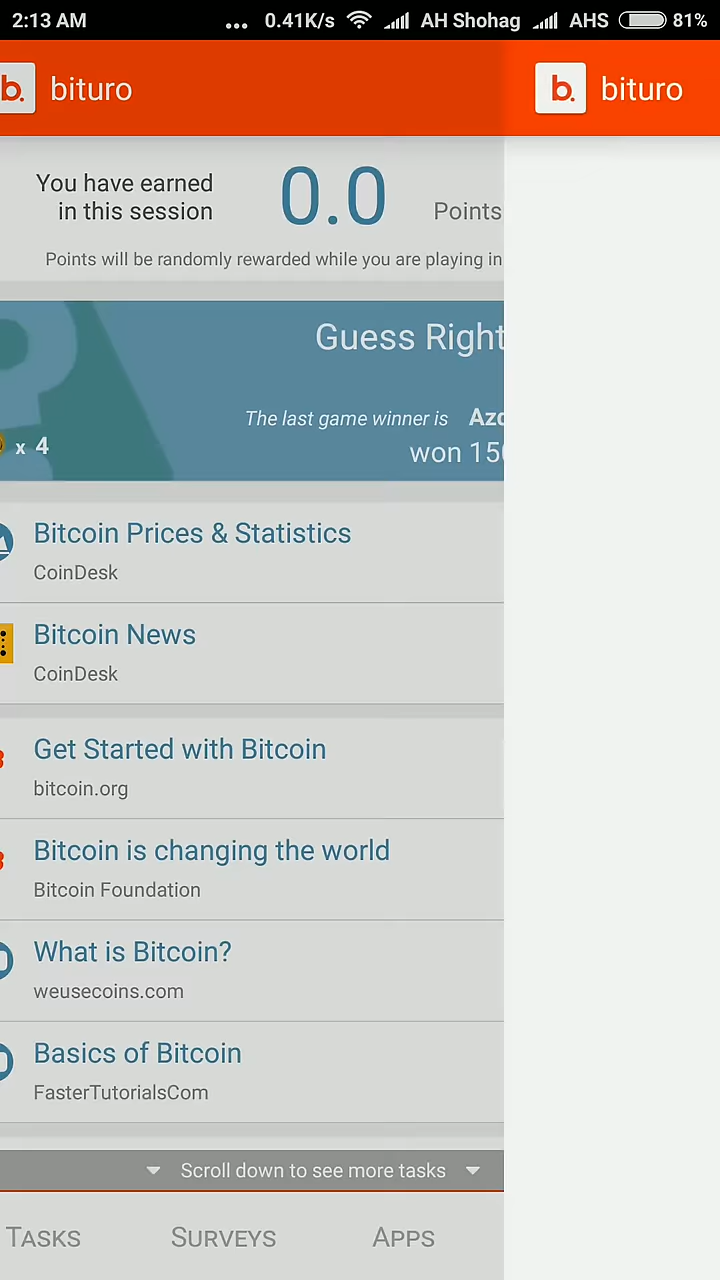 2:13 AM ... 0.41K/s AH Shohag AHS 81%
b. bituro b. bituro
You have earned
in this session
0.0 Points
Points will be randomly rewarded while you are playing in
Guess Right
The last game winner is
x 4
won 150
Bitcoin Prices & Statistics
CoinDesk
Bitcoin News
CoinDesk
Get Started with Bitcoin
bitcoin.org
Bitcoin is changing the world
Bitcoin Foundation
What is Bitcoin?
weusecoins.com
Basics of Bitcoin
FasterTutorialsCom
Scroll down to see more tasks
TASKS SURVEYS APPS